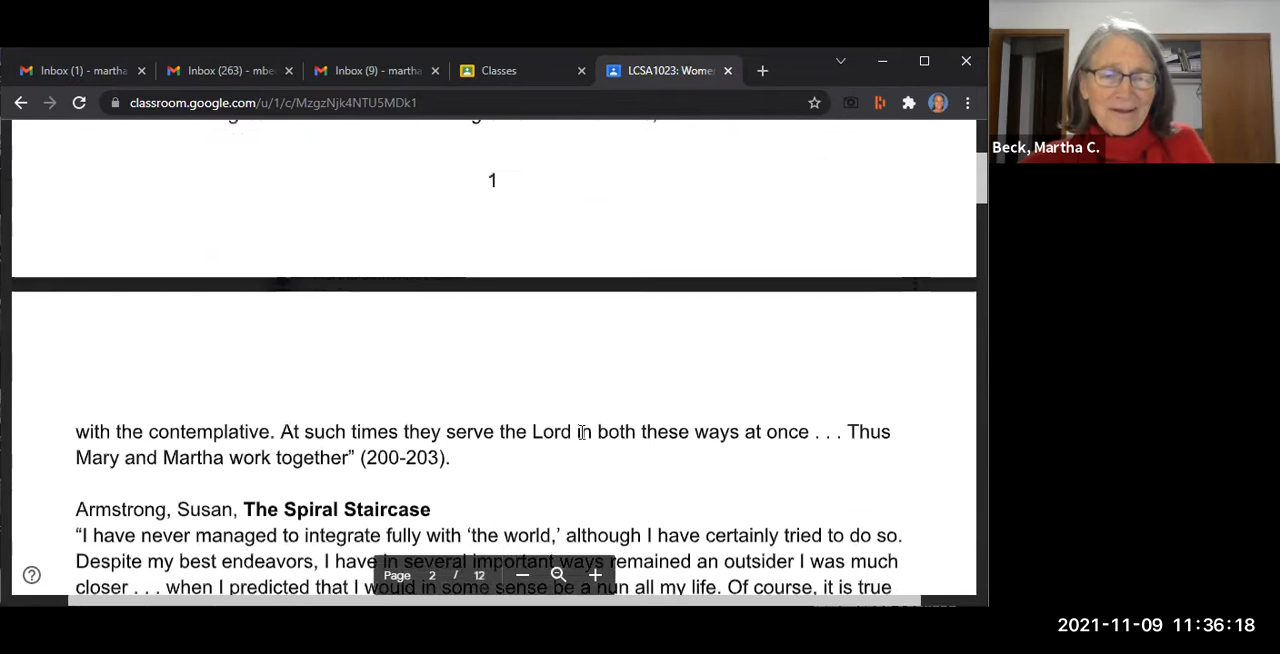 Inbox (1) - martha
Inbox (263) - mbe
Inbox (9) - martha
Classes
LCSA1023: Wome
classroom.google.com/u/1/c/MzgzNjk4NTU5MDk1
Beck, Martha C.
1
with the contemplative. At such times they serve the Lord in both these ways at once . . . Thus
Mary and Martha work together” (200-203).
Armstrong, Susan, The Spiral Staircase
“I have never managed to integrate fully with ‘the world,’ although I have certainly tried to do so.
Despite my best endeavors, I have in several important ways remained an outsider I was much
closer . . . when I predicted that I would in some sense be a nun all my life. Of course, it is true
Page 2 / 12
2021-11-09 11:36:18